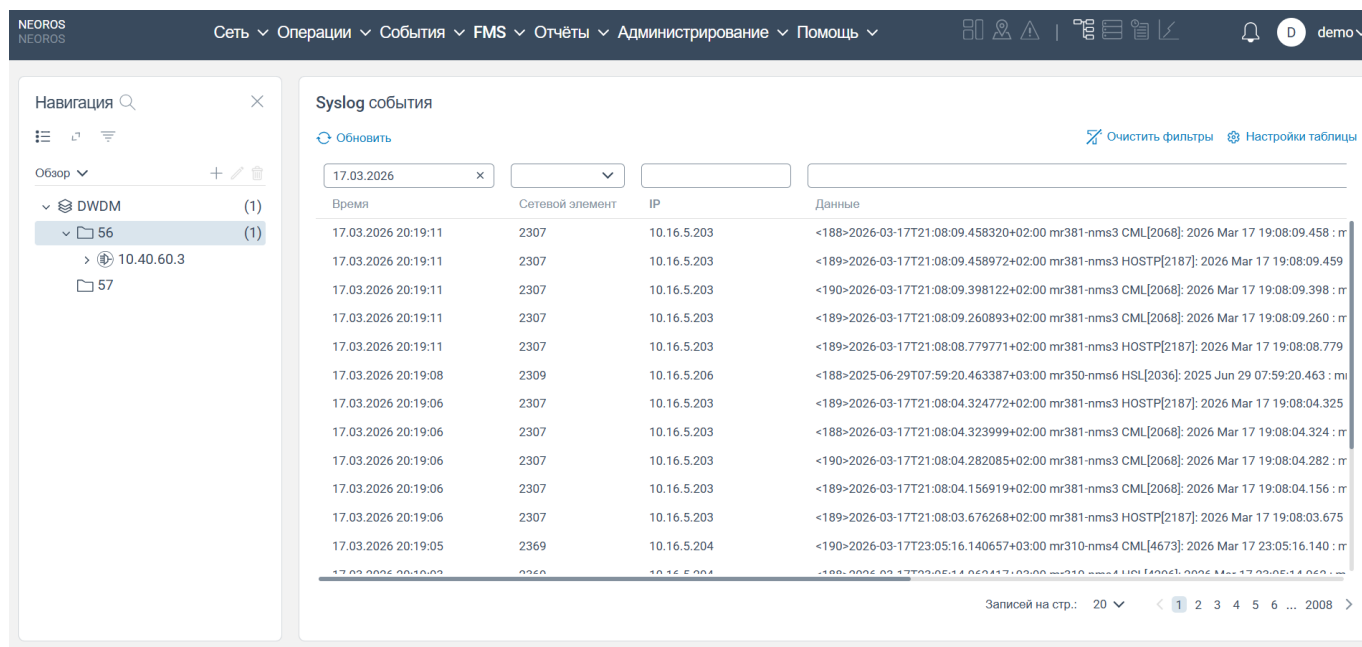 NEOROS
NEOROS
Сеть Операции События FMS Отчёты Администрирование Помощь D demo
Навигация
Обзор
DWDM (1)
56 (1)
10.40.60.3
57
Syslog события
Обновить Очистить фильтры Настройки таблицы
17.03.2026
Время Сетевой элемент IP Данные
17.03.2026 20:19:11 2307 10.16.5.203 <188>2026-03-17T21:08:09.458320+02:00 mr381-nms3 CML[2068]: 2026 Mar 17 19:08:09.458 :
17.03.2026 20:19:11 2307 10.16.5.203 <189>2026-03-17T21:08:09.458972+02:00 mr381-nms3 HOSTP[2187]: 2026 Mar 17 19:08:09.459
17.03.2026 20:19:11 2307 10.16.5.203 <190>2026-03-17T21:08:09.398122+02:00 mr381-nms3 CML[2068]: 2026 Mar 17 19:08:09.398 :
17.03.2026 20:19:11 2307 10.16.5.203 <189>2026-03-17T21:08:09.260893+02:00 mr381-nms3 CML[2068]: 2026 Mar 17 19:08:09.260 :
17.03.2026 20:19:11 2307 10.16.5.203 <189>2026-03-17T21:08:08.779771+02:00 mr381-nms3 HOSTP[2187]: 2026 Mar 17 19:08:08.779
17.03.2026 20:19:08 2309 10.16.5.206 <188>2025-06-29T07:59:20.463387+03:00 mr350-nms6 HSL[2036]: 2025 Jun 29 07:59:20.463 :
17.03.2026 20:19:06 2307 10.16.5.203 <189>2026-03-17T21:08:04.324772+02:00 mr381-nms3 HOSTP[2187]: 2026 Mar 17 19:08:04.325
17.03.2026 20:19:06 2307 10.16.5.203 <188>2026-03-17T21:08:04.323999+02:00 mr381-nms3 CML[2068]: 2026 Mar 17 19:08:04.324 :
17.03.2026 20:19:06 2307 10.16.5.203 <190>2026-03-17T21:08:04.282085+02:00 mr381-nms3 CML[2068]: 2026 Mar 17 19:08:04.282 :
17.03.2026 20:19:06 2307 10.16.5.203 <189>2026-03-17T21:08:04.156919+02:00 mr381-nms3 CML[2068]: 2026 Mar 17 19:08:04.156 :
17.03.2026 20:19:06 2307 10.16.5.203 <189>2026-03-17T21:08:03.676268+02:00 mr381-nms3 HOSTP[2187]: 2026 Mar 17 19:08:03.675
17.03.2026 20:19:05 2369 10.16.5.204 <190>2026-03-17T23:05:16.140657+03:00 mr310-nms4 CML[4673]: 2026 Mar 17 23:05:16.140 :
Записей на стр.: 20 1 2 3 4 5 6 ... 2008